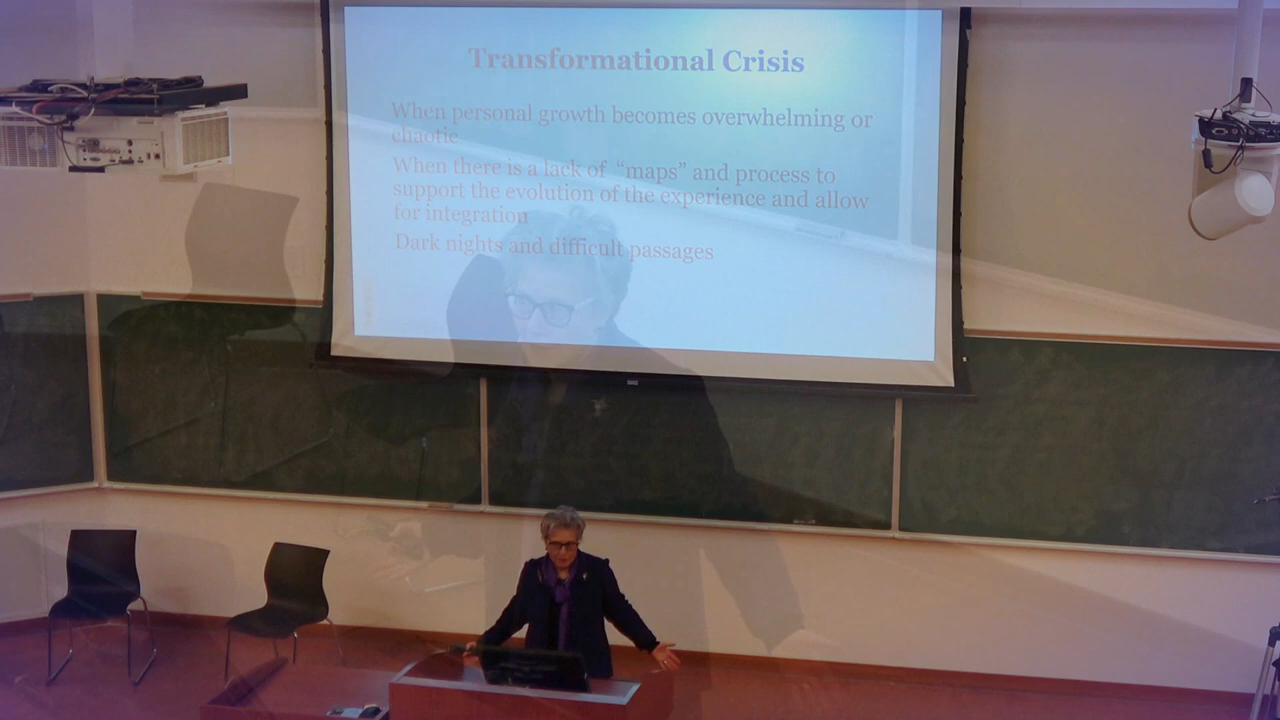 Transformational Crisis
When personal growth becomes overwhelming or
chaotic
When there is a lack of “maps” and process to
support the evolution of the experience and allow
for integration
Dark nights and difficult passages